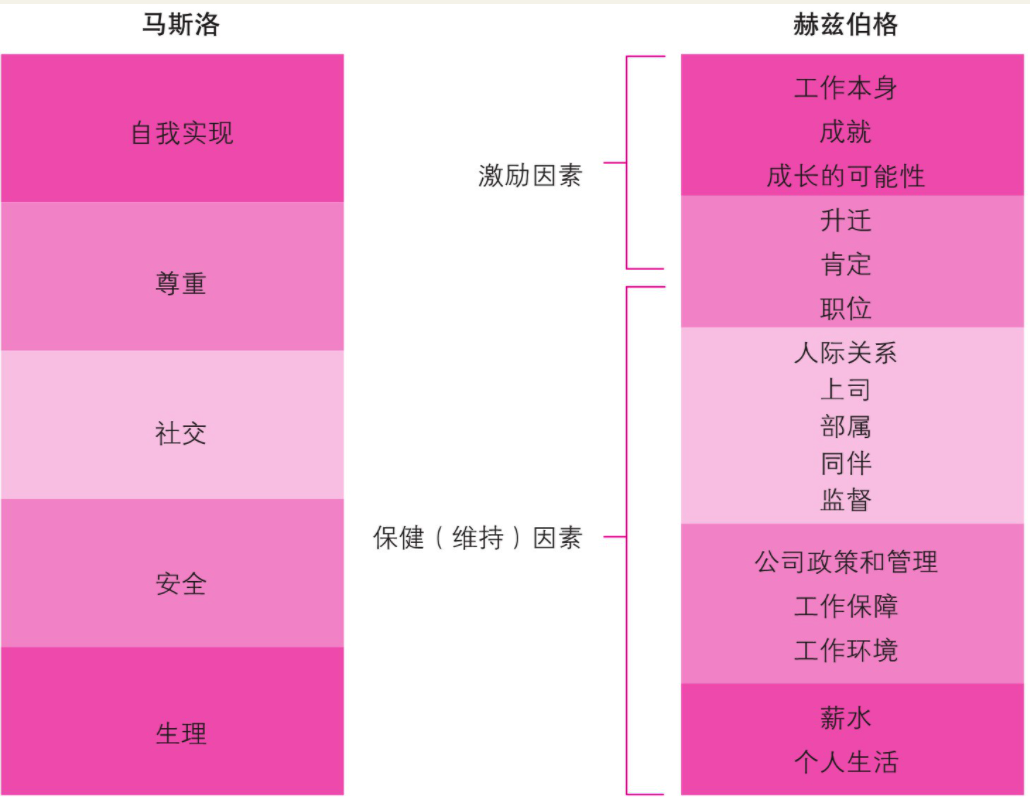 马斯洛
自我实现
尊重
社交
安全
生理
激励因素
保健（维持）因素
赫兹伯格
工作本身
成就
成长的可能性
升迁
肯定
职位
人际关系
上司
部属
同伴
监督
公司政策和管理
工作保障
工作环境
薪水
个人生活